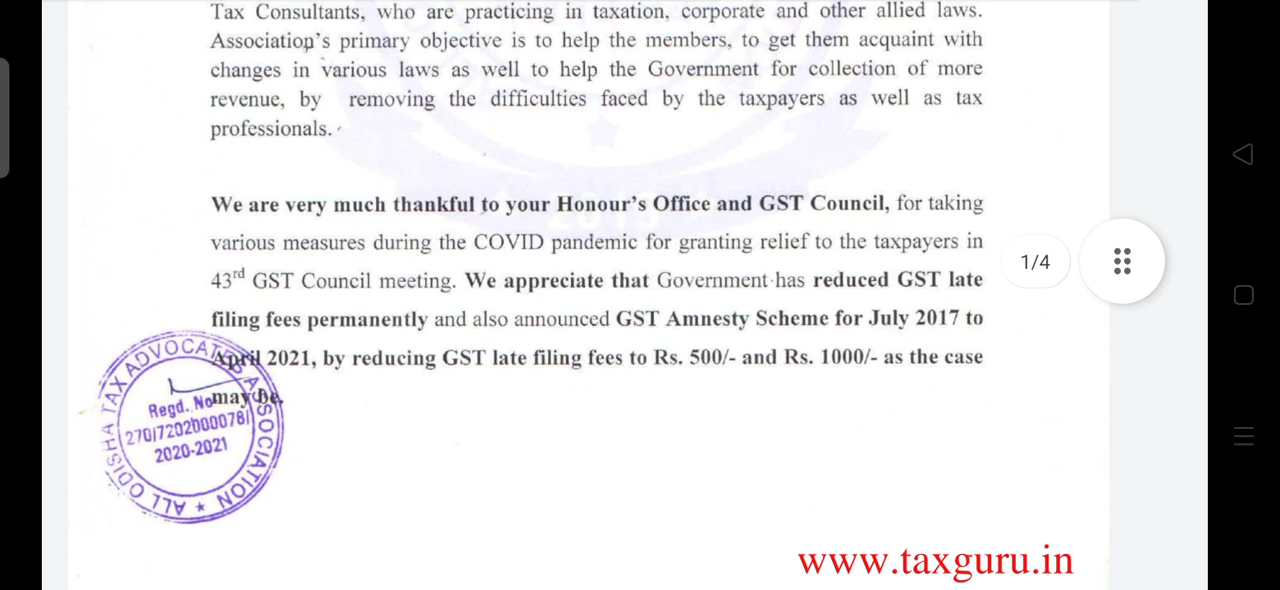 Tax Consultants, who are practicing in taxation, corporate and other allied laws.
Association's primary objective is to help the members, to get them acquaint with
changes in various laws as well to help the Government for collection of more
revenue, by removing the difficulties faced by the taxpayers as well as tax
professionals.
We are very much thankful to your Honour's Office and GST Council, for taking
various measures during the COVID pandemic for granting relief to the taxpayers in
43rd GST Council meeting. We appreciate that Government has reduced GST late
filing fees permanently and also announced GST Amnesty Scheme for July 2017 to
April 2021, by reducing GST late filing fees to Rs. 500/- and Rs. 1000/- as the case
may be.
ALL ODISHA TAX ADVOCATES ASSOCIATION
Regd. No
270/7202000078/
2020-2021
1/4
www.taxguru.in